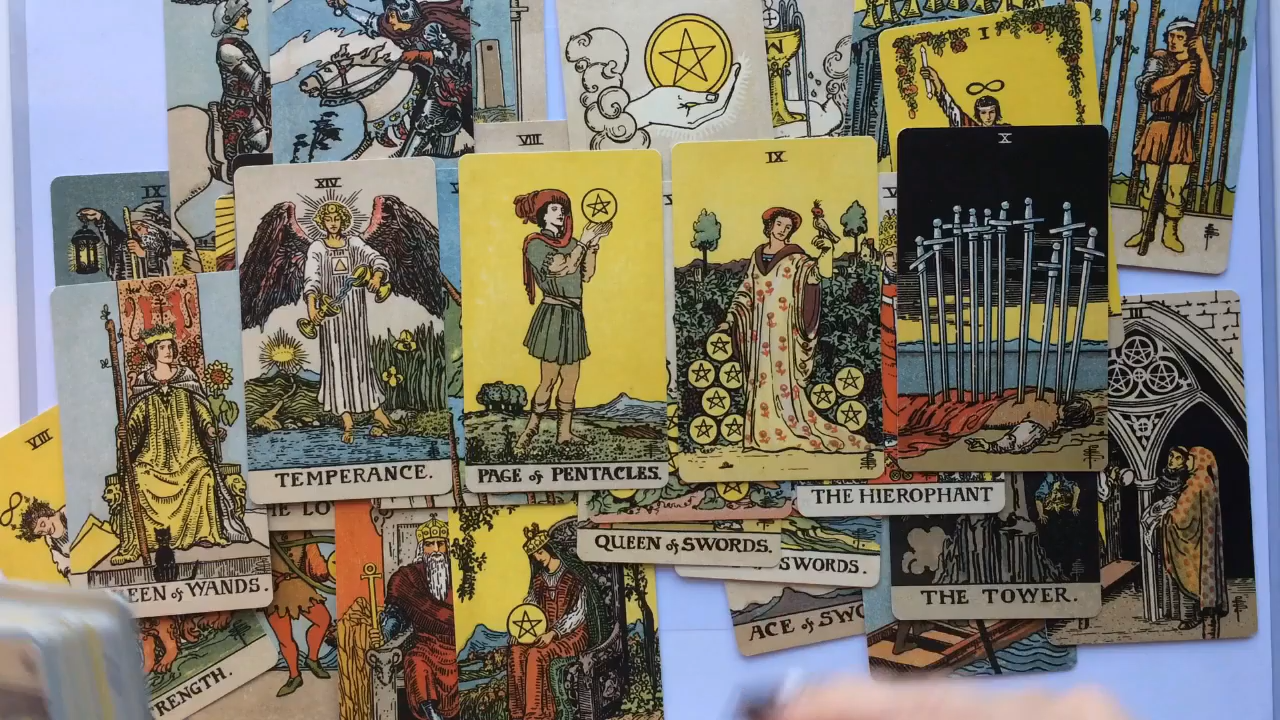 VIII
I
X
IX
XIV
IX
III
VIII
TEMPERANCE.
PAGE of PENTACLES.
THE HIEROPHANT
QUEEN of SWORDS.
SWORDS.
EEN of WANDS.
THE TOWER.
ACE of SWO
RENGTH.